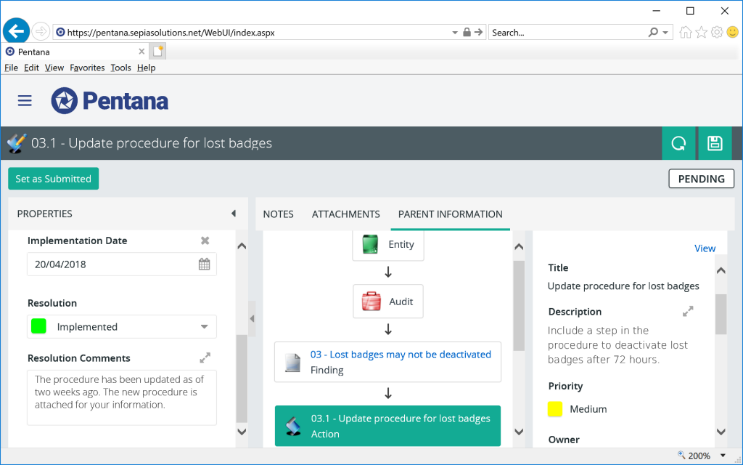 https://pentana.sepiasolutions.net/WebUI/index.aspx
Search...
Pentana
File Edit View Favorites Tools Help
Pentana
03.1 - Update procedure for lost badges
Set as Submitted
PENDING
PROPERTIES
Implementation Date
20/04/2018
Resolution
Implemented
Resolution Comments
The procedure has been updated as of
two weeks ago. The new procedure is
attached for your information.
NOTES ATTACHMENTS PARENT INFORMATION
Entity
Audit
03 - Lost badges may not be deactivated
Finding
03.1 - Update procedure for lost badges
Action
View
Title
Update procedure for lost badges
Description
Include a step in the
procedure to deactivate lost
badges after 72 hours.
Priority
Medium
Owner
200%